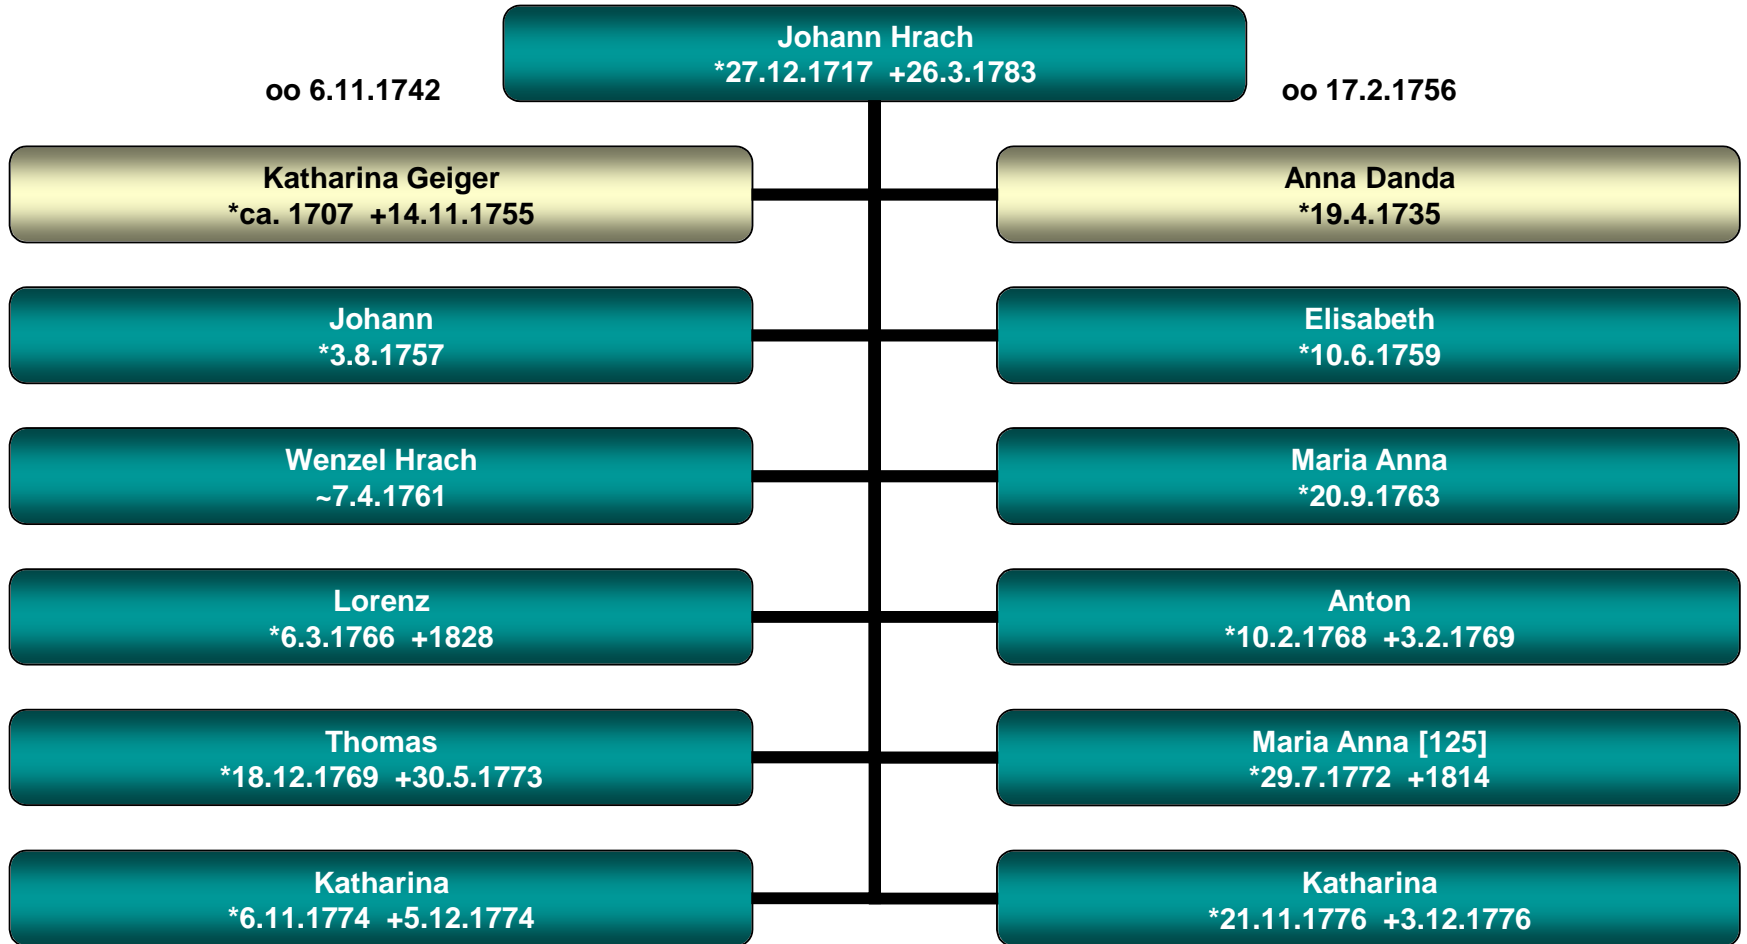 Johann Hrach
*27.12.1717 +26.3.1783
oo 6.11.1742
oo 17.2.1756
Katharina Geiger
*ca. 1707 +14.11.1755
Anna Danda
*19.4.1735
Johann
*3.8.1757
Elisabeth
*10.6.1759
Wenzel Hrach
~7.4.1761
Maria Anna
*20.9.1763
Lorenz
*6.3.1766 +1828
Anton
*10.2.1768 +3.2.1769
Thomas
*18.12.1769 +30.5.1773
Maria Anna [125]
*29.7.1772 +1814
Katharina
*6.11.1774 +5.12.1774
Katharina
*21.11.1776 +3.12.1776